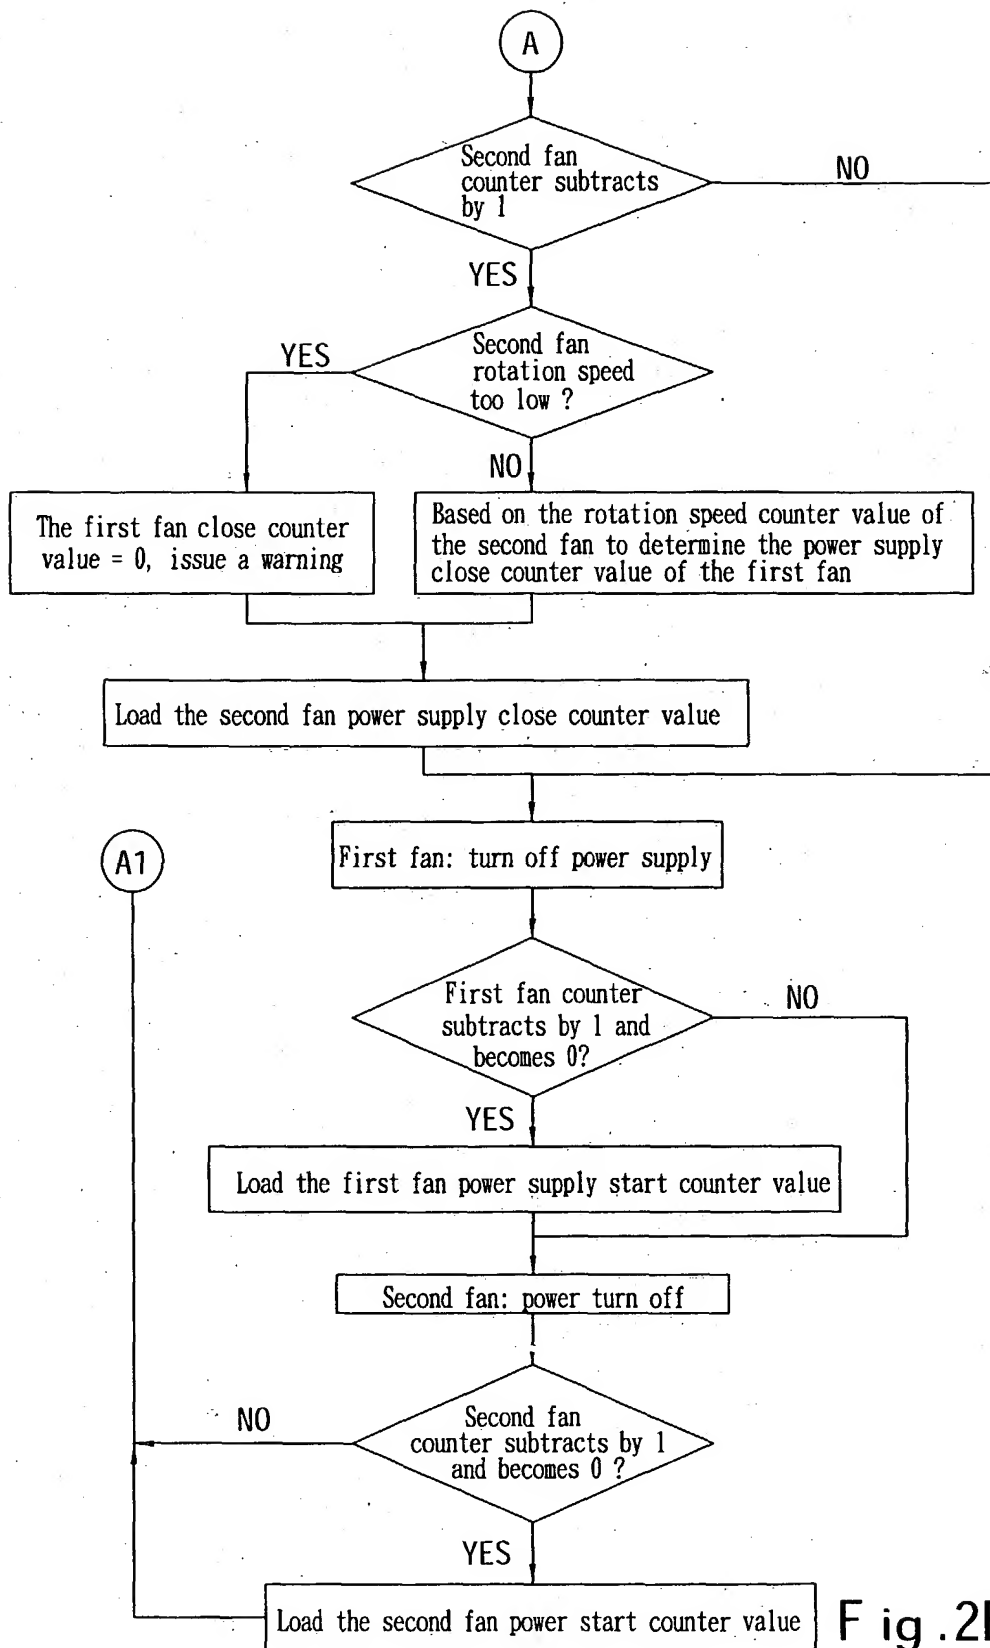 A
Second fan
counter subtracts
by 1
NO
YES
Second fan
rotation speed
too low ?
YES
NO
The first fan close counter
value = 0, issue a warning
Based on the rotation speed counter value of
the second fan to determine the power supply
close counter value of the first fan
Load the second fan power supply close counter value
A1
First fan: turn off power supply
First fan counter
subtracts by 1 and
becomes 0?
NO
YES
Load the first fan power supply start counter value
Second fan: power turn off
Second fan
counter subtracts by 1
and becomes 0 ?
NO
YES
Load the second fan power start counter value
Fig.2